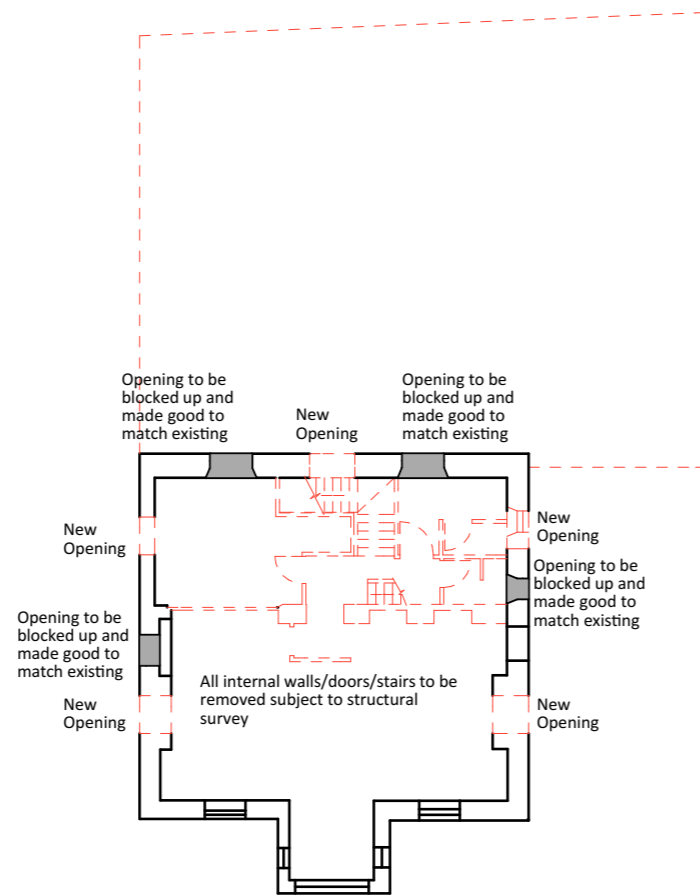 Opening to be
blocked up and
made good to
match existing
New
Opening
Opening to be
blocked up and
made good to
match existing
New
Opening
New
Opening
Opening to be
blocked up and
made good to
match existing
Opening to be
blocked up and
made good to
match existing
All internal walls/doors/stairs to be
removed subject to structural
survey
New
Opening
New
Opening